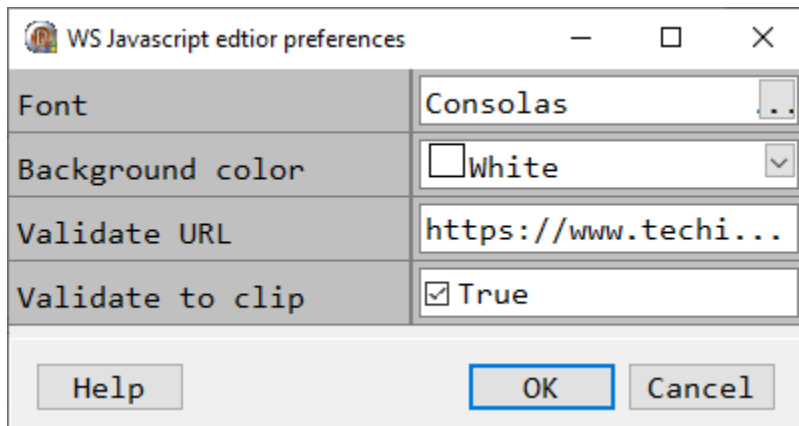 WS Javascript edtior preferences
Font Consolas ...
Background color White
Validate URL https://www.techi...
Validate to clip True
Help OK Cancel